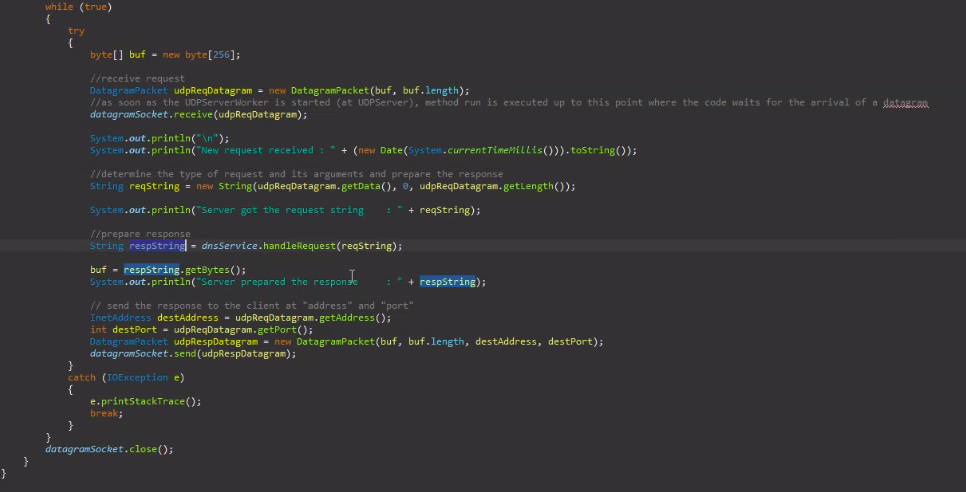 while (true)
{
try
{
byte[] buf = new byte[256];
//receive request
DatagramPacket udpReqDatagram = new DatagramPacket(buf, buf.length);
//as soon as the UDPServerWorker is started (at UDPServer), method run is executed up to this point where the code waits for the arrival of a datagram
datagramSocket.receive(udpReqDatagram);
System.out.println("\n");
System.out.println("New request received : " + (new Date(System.currentTimeMillis())).toString());
//determine the type of request and its arguments and prepare the response
String reqString = new String(udpReqDatagram.getData(), 0, udpReqDatagram.getLength());
System.out.println("Server got the request string    : " + reqString);
//prepare response
String respString = dnsService.handleRequest(reqString);
buf = respString.getBytes();
System.out.println("Server prepared the response     : " + respString);
// send the response to the client at "address" and "port"
InetAddress destAddress = udpReqDatagram.getAddress();
int destPort = udpReqDatagram.getPort();
DatagramPacket udpRespDatagram = new DatagramPacket(buf, buf.length, destAddress, destPort);
datagramSocket.send(udpRespDatagram);
}
catch (IOException e)
{
e.printStackTrace();
break;
}
}
datagramSocket.close();
}
}